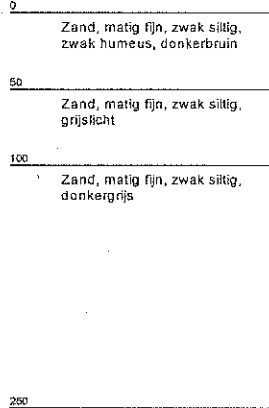 0
Zand, matig fijn, zwak siltig,
zwak humeus, donkerbruin
50
Zand, matig fijn, zwak siltig,
grijslicht
100
Zand, matig fijn, zwak siltig,
donkergrijs
250